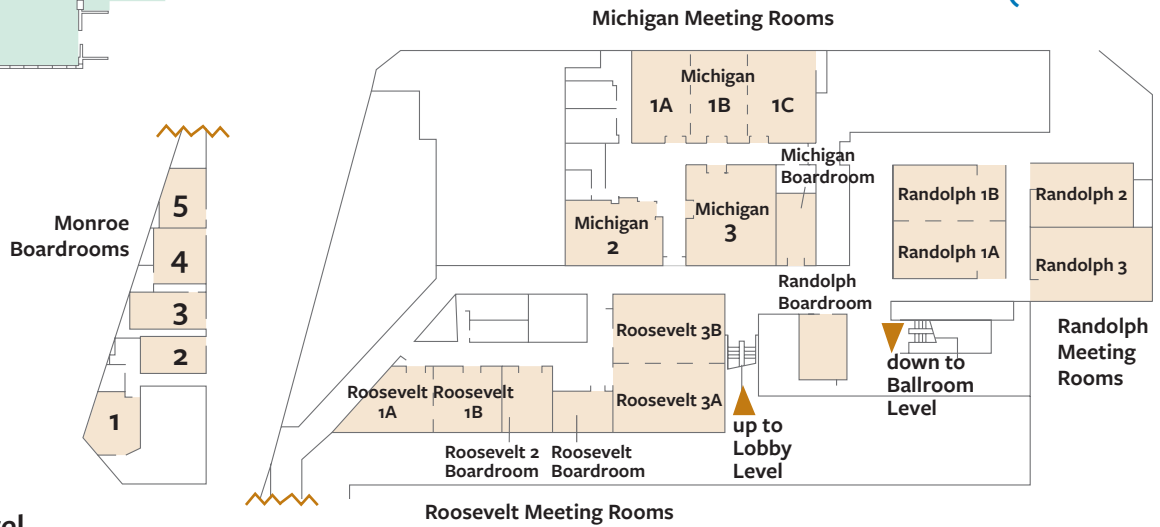 Michigan Meeting Rooms
Michigan
1A 1B 1C
Michigan
Boardroom
5
Monroe
Boardrooms
4
3
2
1
Michigan
2
Michigan
3
Randolph 1B
Randolph 1A
Randolph 2
Randolph 3
Randolph
Boardroom
Roosevelt 3B
Roosevelt 3A
Roosevelt
1A
Roosevelt
1B
Roosevelt 2
Boardroom
Roosevelt
Boardroom
up to
Lobby
Level
down to
Ballroom
Level
Randolph
Meeting
Rooms
Roosevelt Meeting Rooms